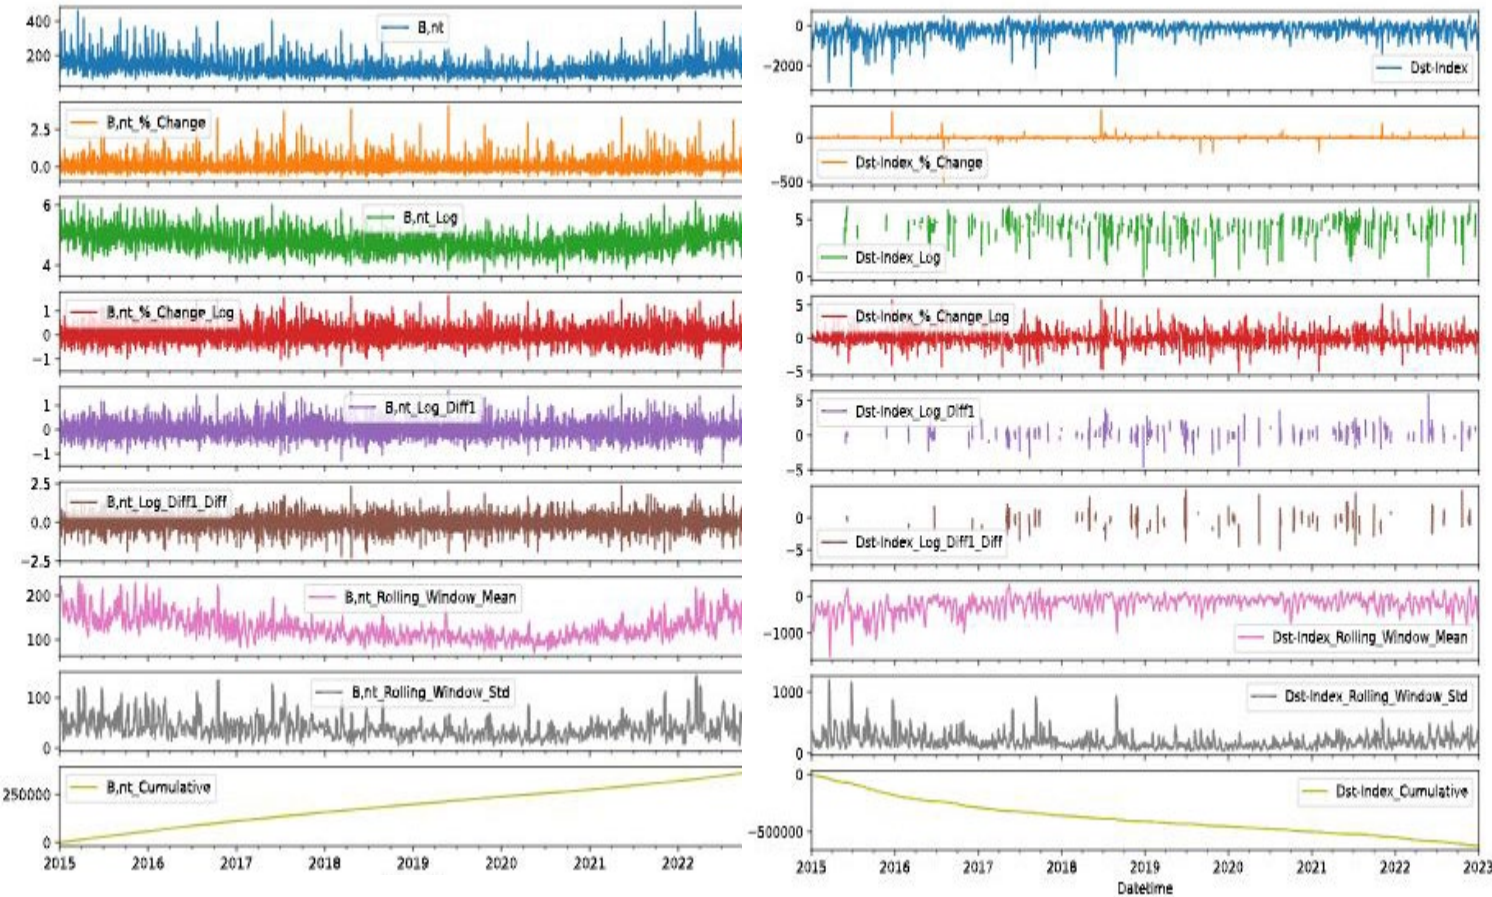 400
200
B,nt
2.5
0.0
B,nt_%_Change
6
4
B,nt_Log
1
0
−1
B,nt_%_Change_Log
1
0
−1
B,nt_Log_Diff1
2.5
0.0
−2.5
B,nt_Log_Diff1_Diff
200
100
B,nt_Rolling_Window_Mean
100
0
B,nt_Rolling_Window_Std
250000
0
B,nt_Cumulative
2015 2016 2017 2018 2019 2020 2021 2022
0
−2000
Dst-Index
0
−500
Dst-Index_%_Change
5
0
Dst-Index_Log
5
0
−5
Dst-Index_%_Change_Log
5
0
−5
Dst-Index_Log_Diff1
0
−5
Dst-Index_Log_Diff1_Diff
0
−1000
Dst-Index_Rolling_Window_Mean
1000
0
Dst-Index_Rolling_Window_Std
0
−500000
Dst-Index_Cumulative
2015 2016 2017 2018 2019 2020 2021 2022 2023
Datetime